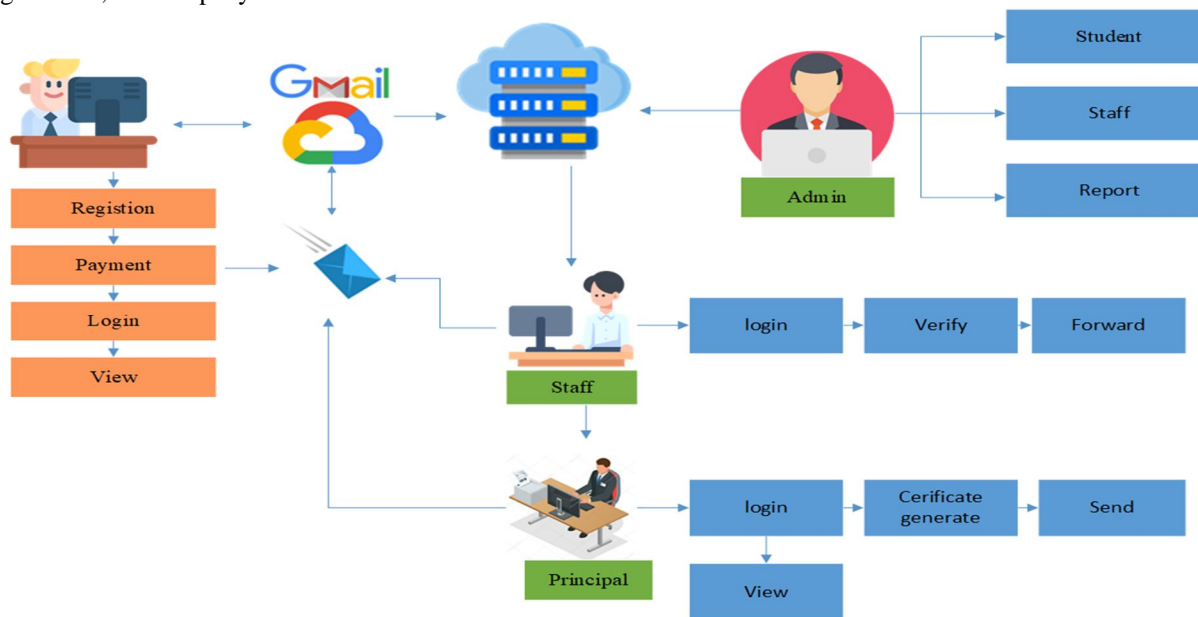 GMail
Student
Staff
Report
Admin
Registion
Payment
Login
View
login
Verify
Forward
Staff
login
Cerificate
generate
Send
Principal
View